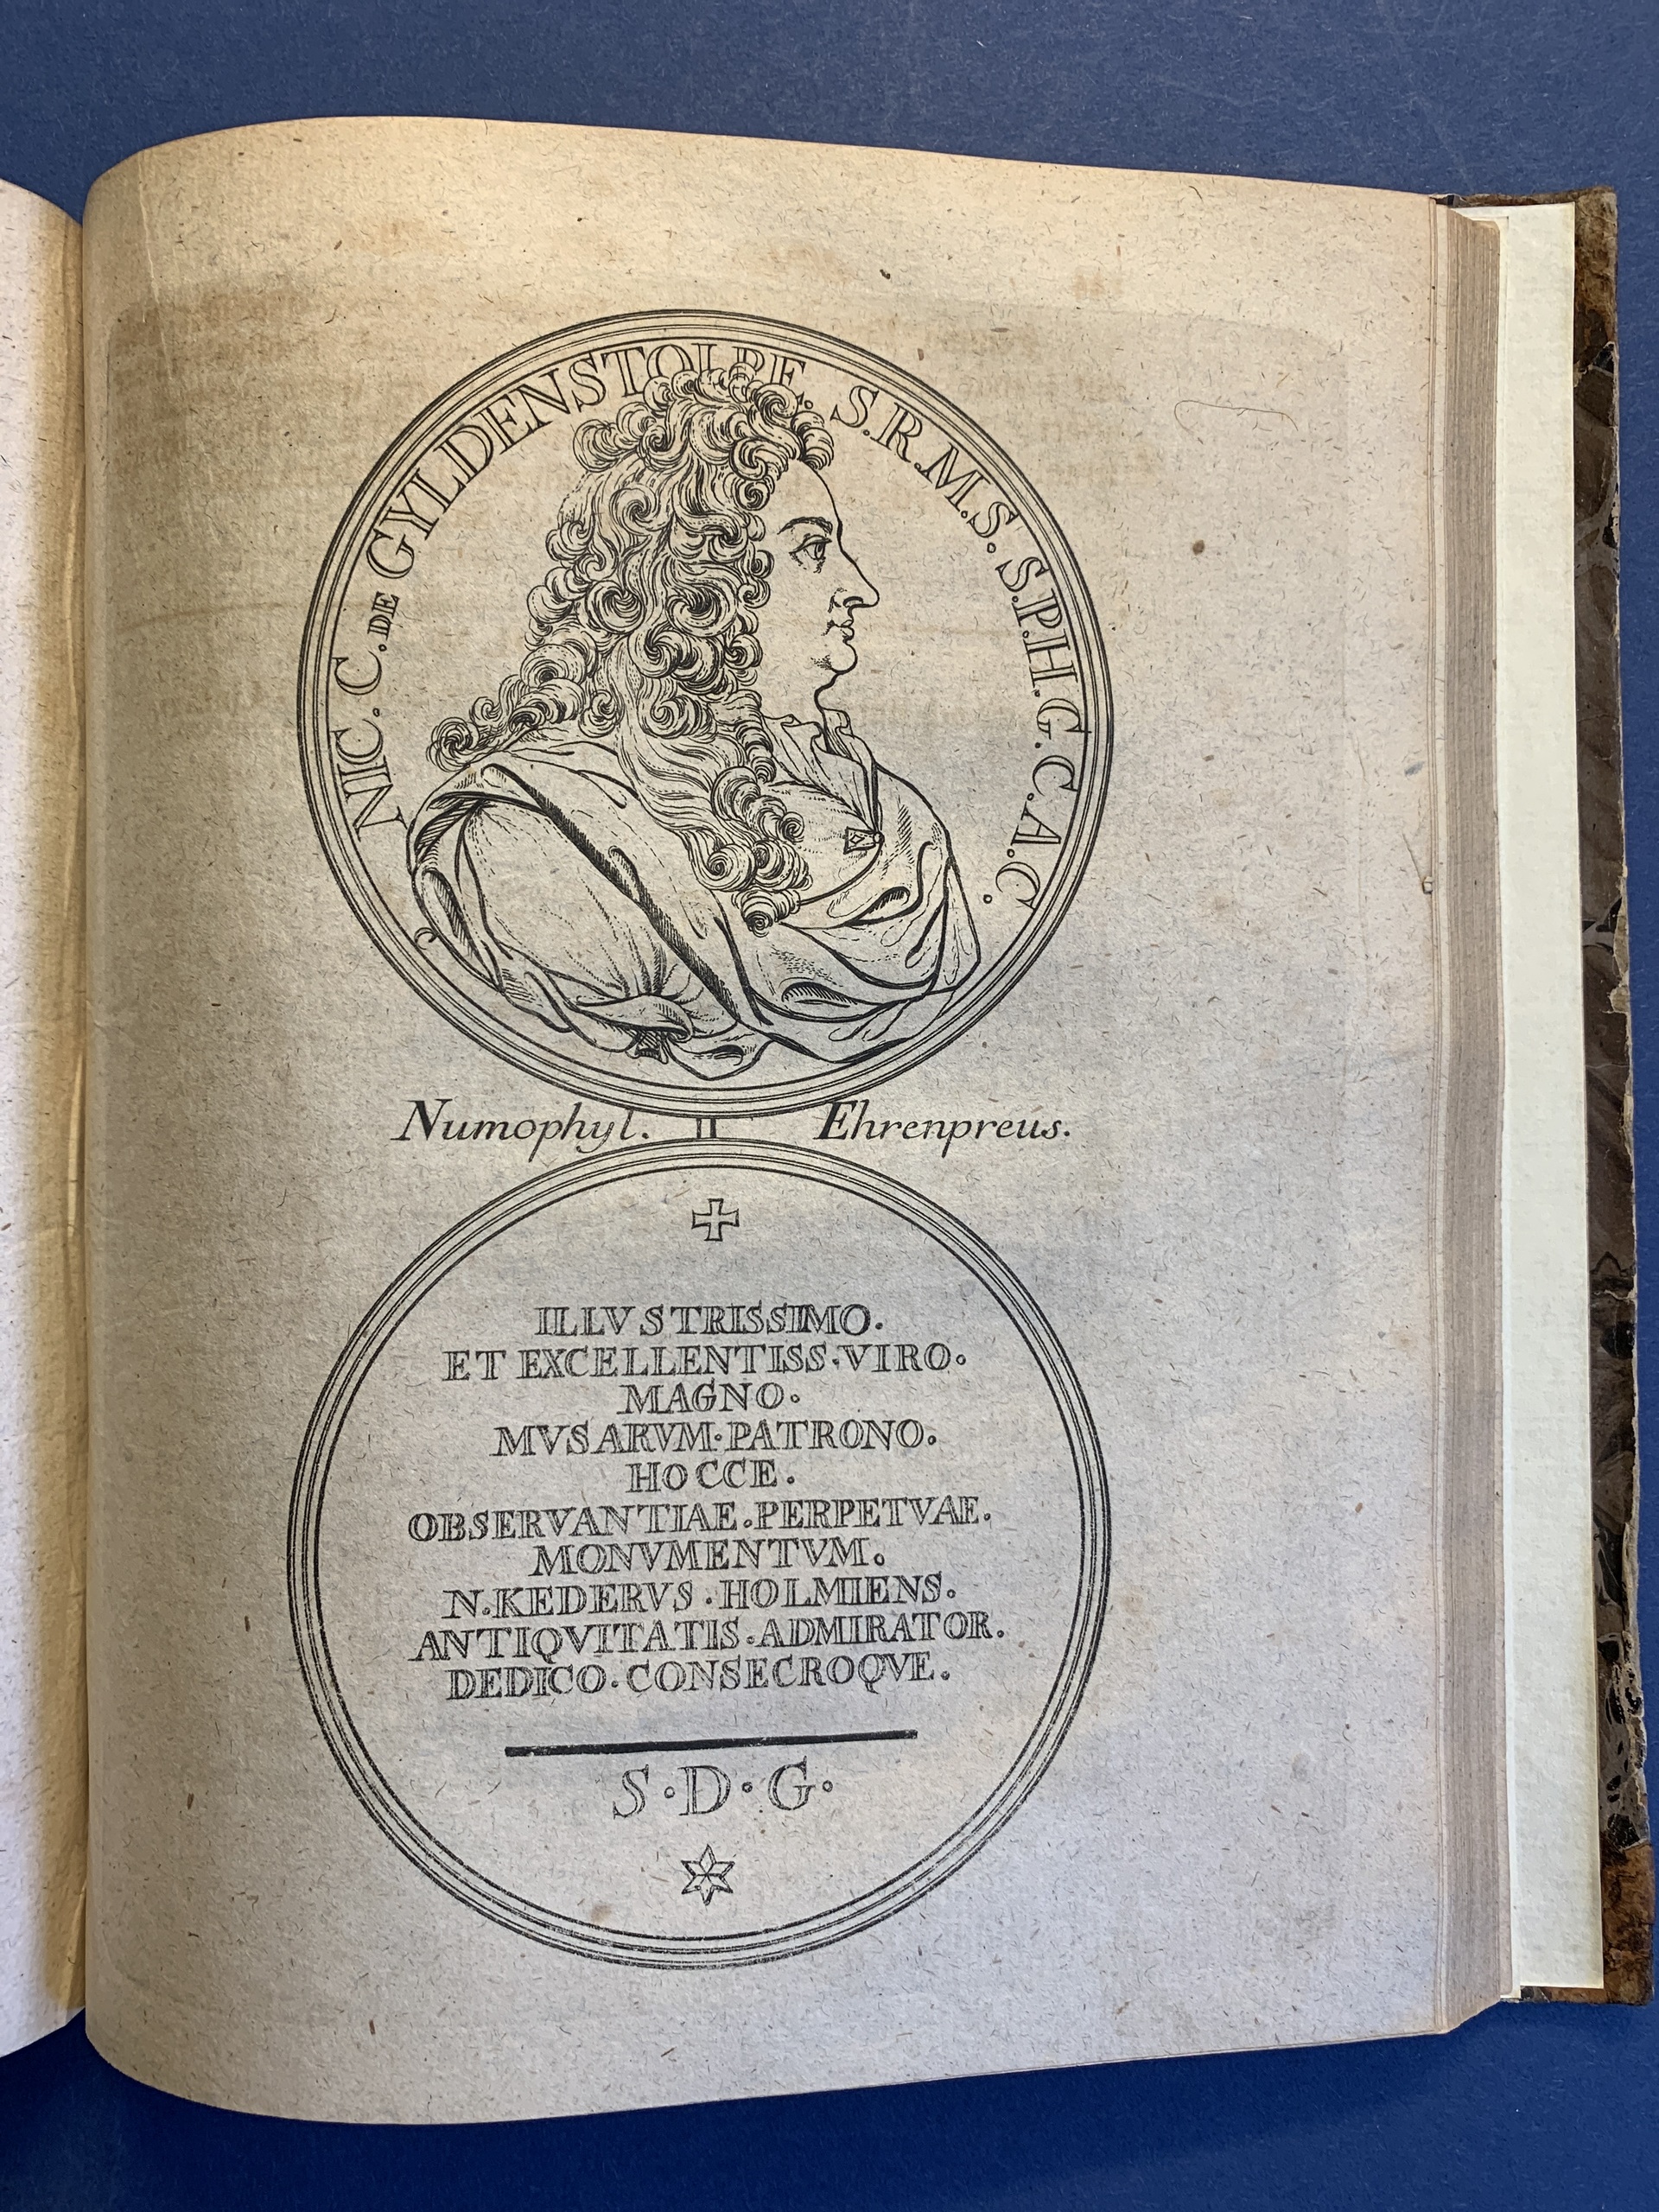 NIC. C. DE GYLDENSTOLPE. S.R.M.S. S.P.H.G.C.A.C.
Numophyl. Ehrenpreus.
ILLVSTRISSIMO.
ET EXCELLENTISS. VIRO.
MAGNO.
MVSARVM. PATRONO.
HOCCE.
OBSERVANTIAE. PERPETVAE.
MONVMENTVM.
N. KEDERVS. HOLMIENS.
ANTIQVITATIS. ADMIRATOR.
DEDICO. CONSECROQVE.
S. D. G.